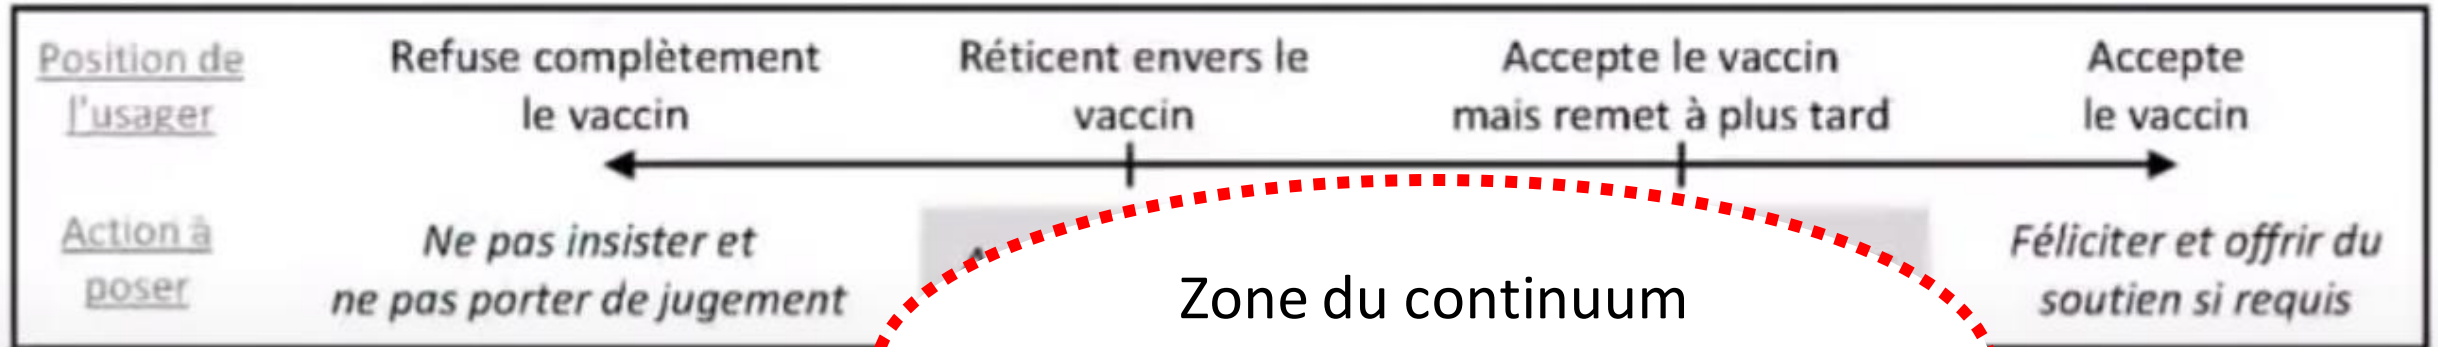 Position de
l'usager
Refuse complètement
le vaccin
Réticent envers le
vaccin
Accepte le vaccin
mais remet à plus tard
Accepte
le vaccin
Action à
poser
Ne pas insister et
ne pas porter de jugement
Zone du continuum
Féliciter et offrir du
soutien si requis